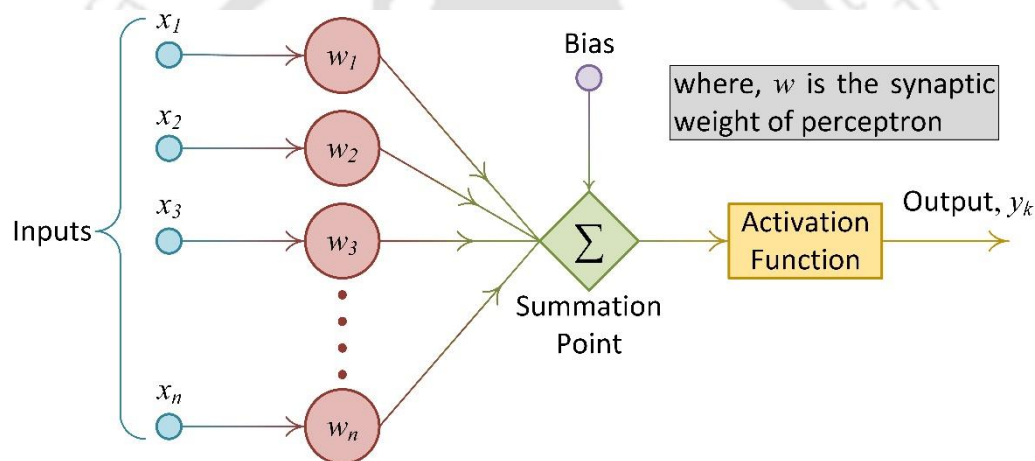 x1
w1
Bias
where, w is the synaptic
weight of perceptron
x2
w2
x3
Inputs
w3
Σ
Activation
Function
Output, yk
Summation
Point
xn
wn